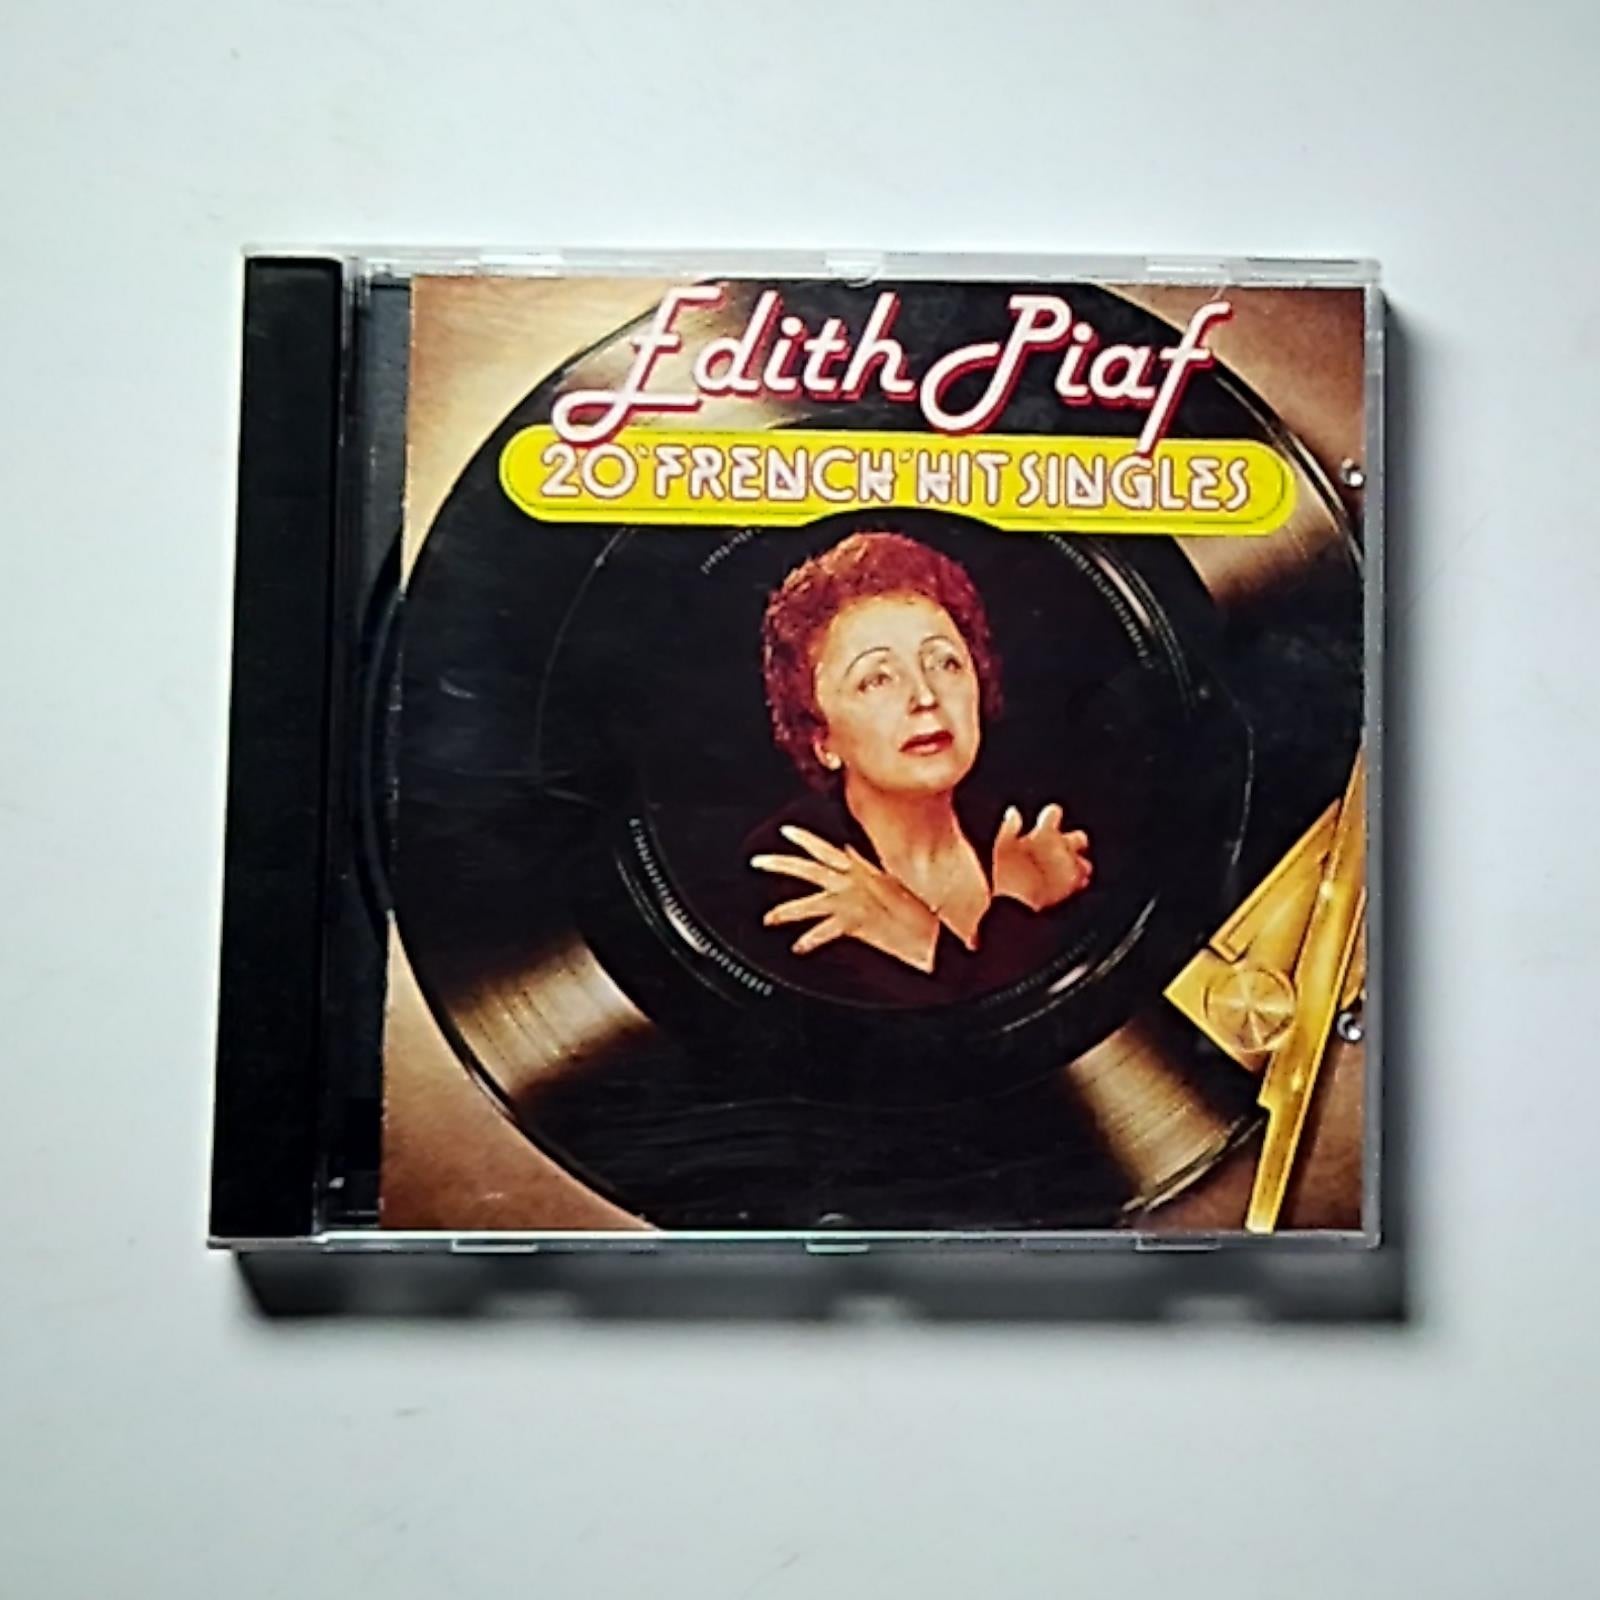 Edith Piaf
20 "FRENCH" HIT SINGLES